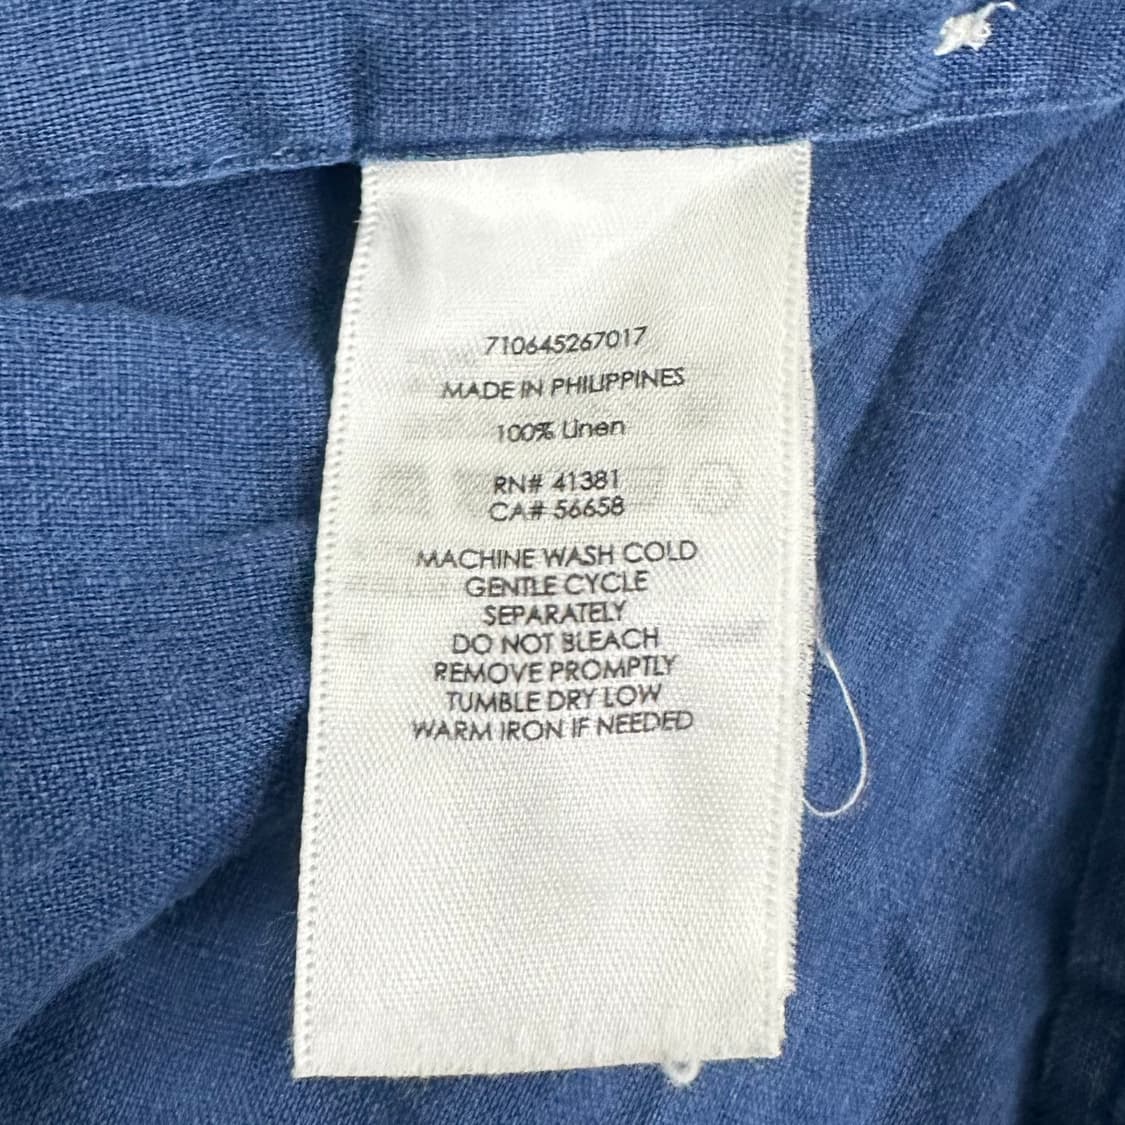 710645267017
MADE IN PHILIPPINES
100% Linen
RN# 41381
CA# 56658
MACHINE WASH COLD
GENTLE CYCLE
SEPARATELY
DO NOT BLEACH
REMOVE PROMPTLY
TUMBLE DRY LOW
WARM IRON IF NEEDED